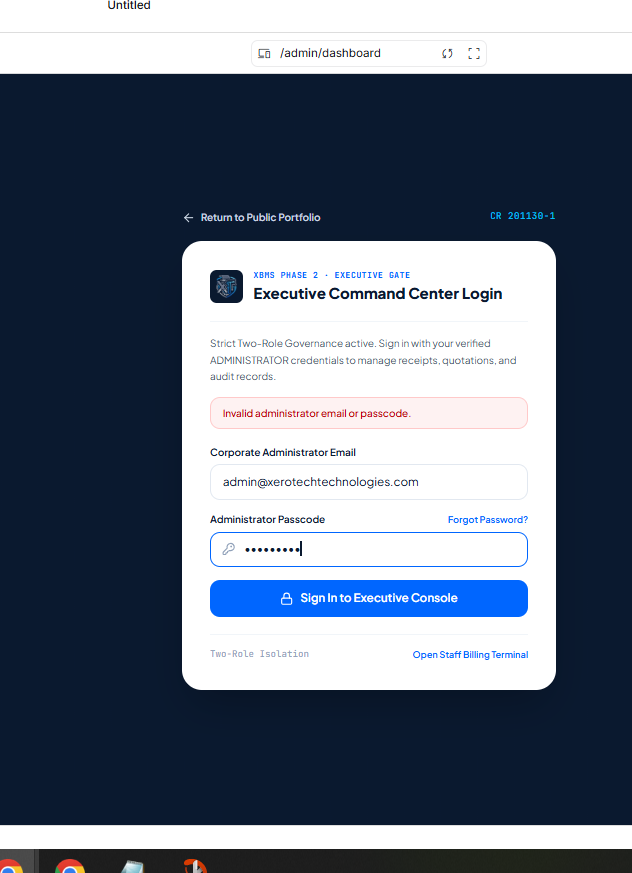 Untitled
/admin/dashboard
Return to Public Portfolio
CR 201130-1
XBMS PHASE 2 · EXECUTIVE GATE
Executive Command Center Login
Strict Two-Role Governance active. Sign in with your verified
ADMINISTRATOR credentials to manage receipts, quotations, and
audit records.
Invalid administrator email or passcode.
Corporate Administrator Email
admin@xerotechtechnologies.com
Administrator Passcode
Forgot Password?
•••••••••
Sign In to Executive Console
Two-Role Isolation
Open Staff Billing Terminal